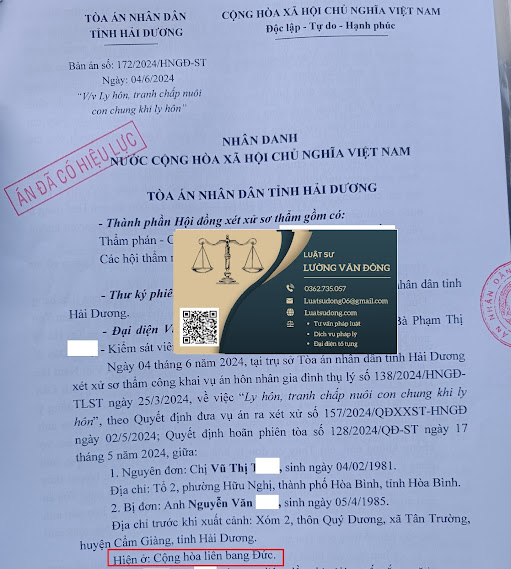 TÒA ÁN NHÂN DÂN
TỈNH HẢI DƯƠNG
CỘNG HÒA XÃ HỘI CHỦ NGHĨA VIỆT NAM
Độc lập - Tự do - Hạnh phúc
Bản án số: 172/2024/HNGĐ-ST
Ngày: 04/6/2024
“V/v Ly hôn, tranh chấp nuôi
con chung khi ly hôn”
ÁN ĐÃ CÓ HIỆU LỰC
NHÂN DANH
NƯỚC CỘNG HÒA XÃ HỘI CHỦ NGHĨA VIỆT NAM
TÒA ÁN NHÂN DÂN TỈNH HẢI DƯƠNG
- Thành phần Hội đồng xét xử sơ thẩm gồm có:
Thẩm phán -
Các hội thẩm
- Thư ký phiên nhân dân tỉnh
Hải Dương.
- Đại diện Bà Phạm Thị
- Kiểm sát
LUẬT SƯ
LƯỜNG VĂN ĐÔNG
0362.735.057
Luatsudong06@gmail.com
Luatsudong.com
Tư vấn pháp luật
Dịch vụ pháp lý
Đại diện tố tụng
Ngày 04 tháng 6 năm 2024, tại trụ sở Tòa án nhân dân tỉnh Hải Dương
xét xử sơ thẩm công khai vụ án hôn nhân gia đình thụ lý số 138/2024/HNGĐ-
TLST ngày 25/3/2024, về việc “Ly hôn, tranh chấp nuôi con chung khi ly
hôn”, theo Quyết định đưa vụ án ra xét xử số 157/2024/QĐXXST-HNGĐ
ngày 02/5/2024; Quyết định hoãn phiên tòa số 128/2024/QĐ-ST ngày 17
tháng 5 năm 2024, giữa:
1. Nguyên đơn: Chị Vũ Thị T, sinh ngày 04/02/1981.
Địa chỉ: Tổ 2, phường Hữu Nghị, thành phố Hòa Bình, tỉnh Hòa Bình.
2. Bị đơn: Anh Nguyễn Văn, sinh ngày 05/4/1985.
Địa chỉ trước khi xuất cảnh: Xóm 2, thôn Quý Dương, xã Tân Trường,
huyện Cẩm Giàng, tỉnh Hải Dương.
Hiện ở: Cộng hòa liên bang Đức.